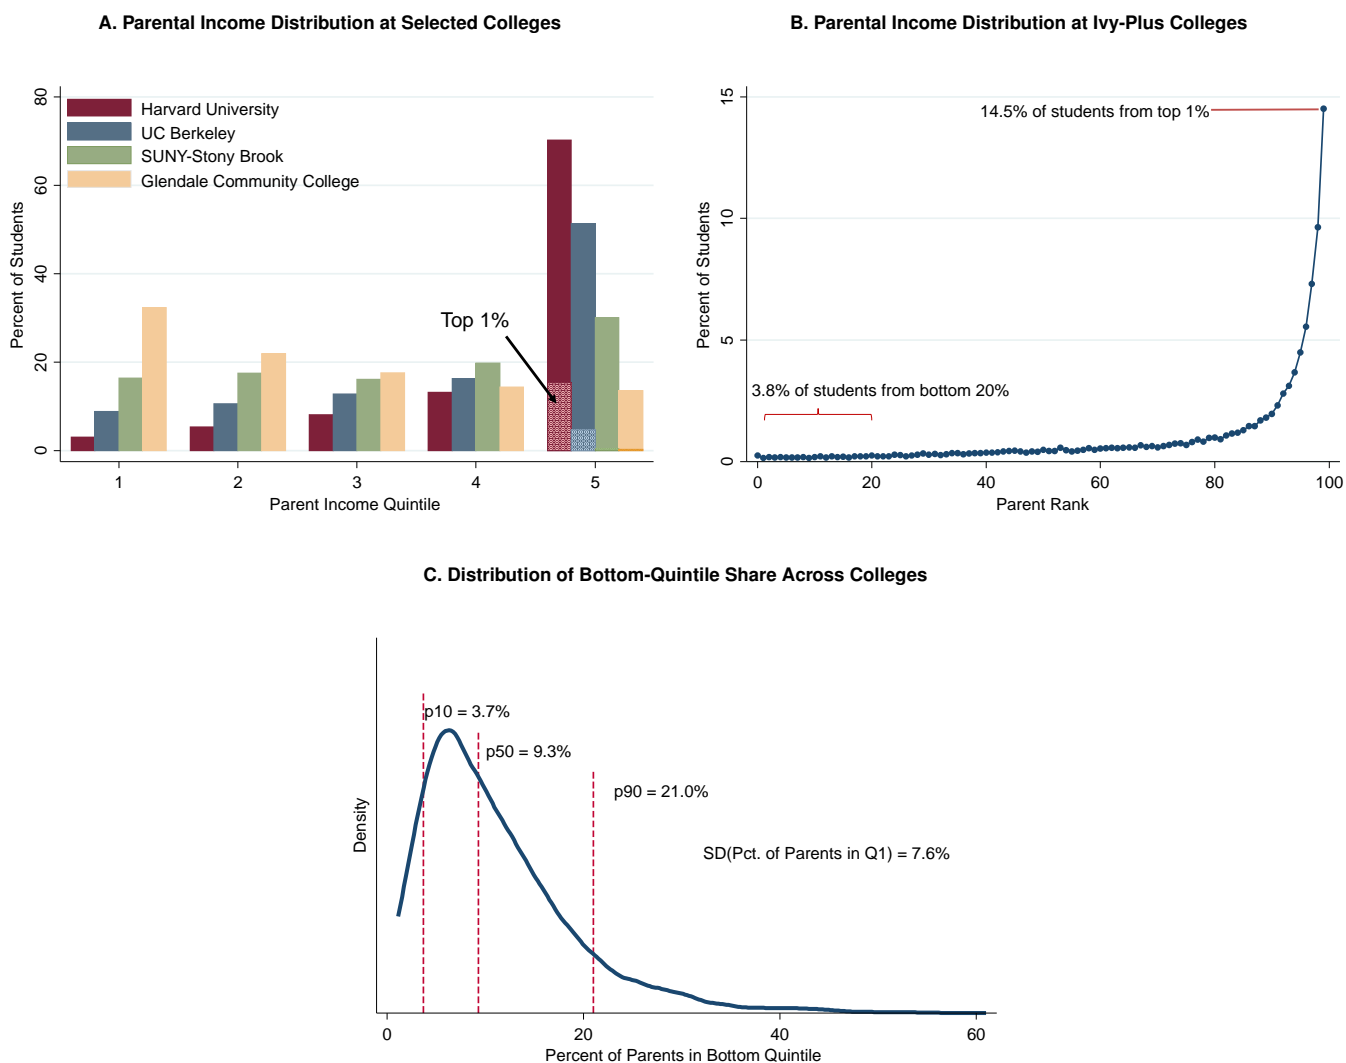 A. Parental Income Distribution at Selected Colleges
Percent of Students
80
60
40
20
0
Harvard University
UC Berkeley
SUNY-Stony Brook
Glendale Community College
Top 1%
1 2 3 4 5
Parent Income Quintile
B. Parental Income Distribution at Ivy-Plus Colleges
Percent of Students
15
10
5
0
14.5% of students from top 1%
3.8% of students from bottom 20%
0 20 40 60 80 100
Parent Rank
C. Distribution of Bottom-Quintile Share Across Colleges
Density
p10 = 3.7%
p50 = 9.3%
p90 = 21.0%
SD(Pct. of Parents in Q1) = 7.6%
0 20 40 60
Percent of Parents in Bottom Quintile